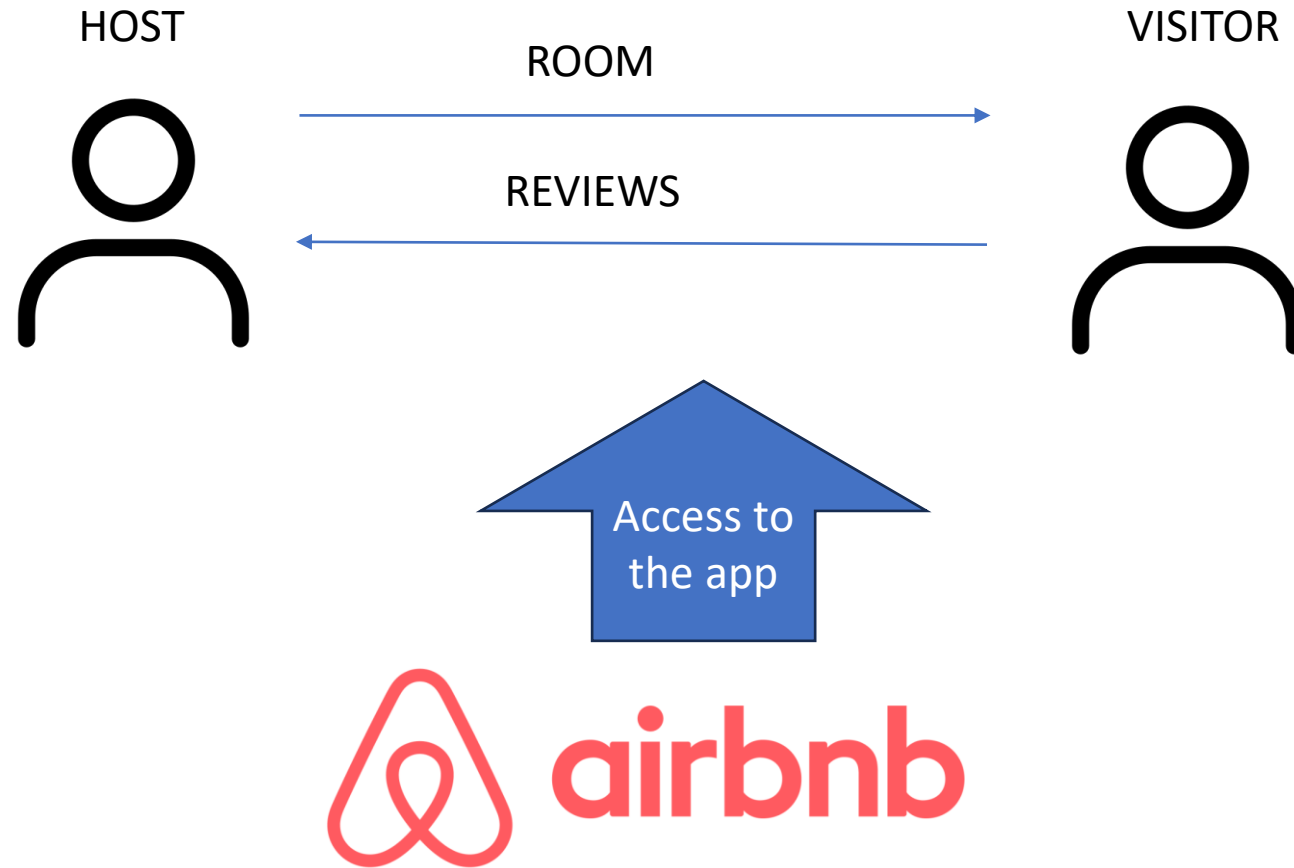 HOST
VISITOR
ROOM
REVIEWS
Access to
the app
airbnb